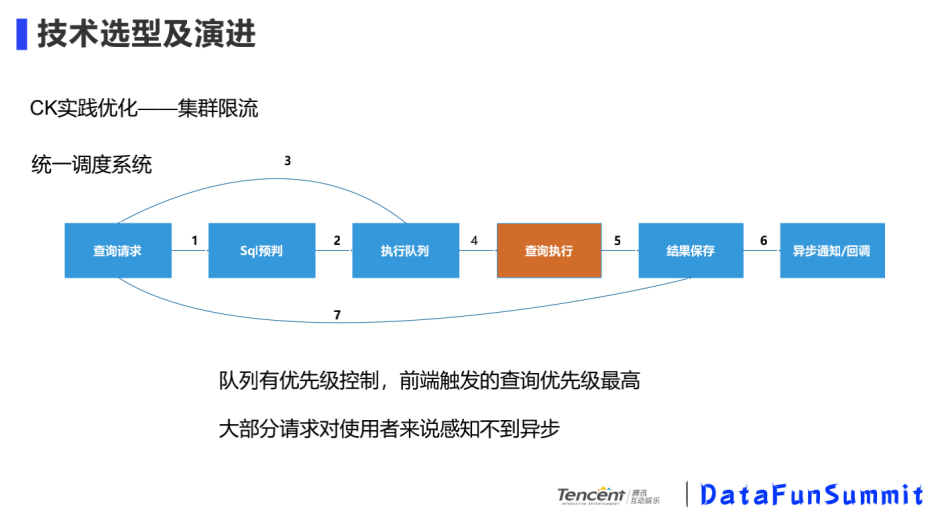 技术选型及演进
CK实践优化——集群限流
统一调度系统
3
查询请求
1
Sql预判
2
执行队列
4
查询执行
5
结果保存
6
异步通知/回调
7
队列有优先级控制，前端触发的查询优先级最高
大部分请求对使用者来说感知不到异步
Tencent 腾讯
互动娱乐
INTERACTIVE ENTERTAINMENT
DataFunSummit